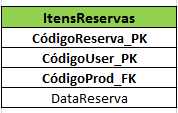 ItensReservas
CódigoReserva_PK
CódigoUser_PK
CódigoProd_FK
DataReserva